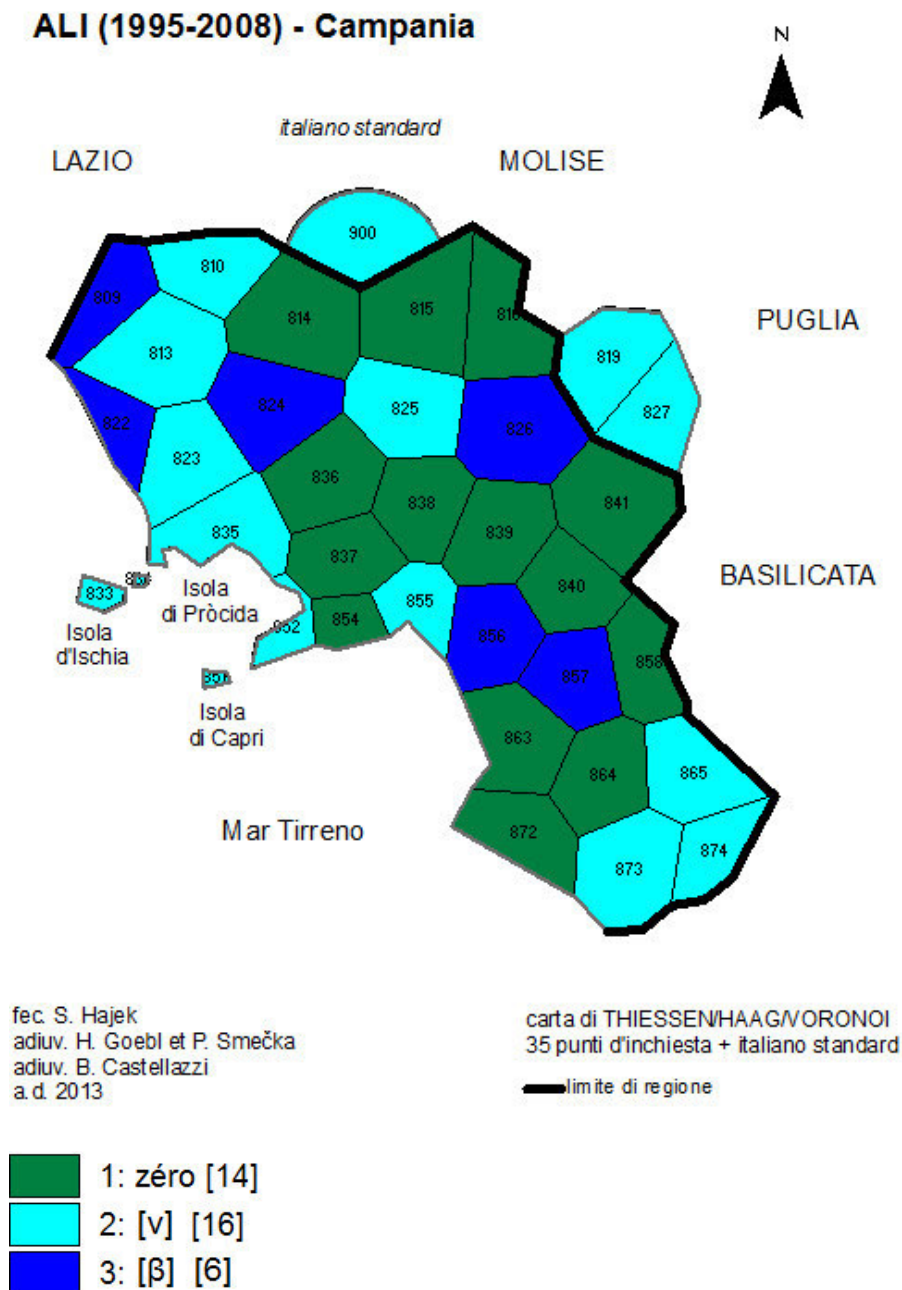 ALI (1995-2008) - Campania
N
italiano standard
LAZIO
MOLISE
900
810
809
814
815
813
819
PUGLIA
824
825
827
822
826
823
836
838
841
835
839
837
840
BASILICATA
833
Isola
d'Ischia
Isola
di Pròcida
854
855
856
858
857
Isola
di Capri
863
864
865
Mar Tirreno
872
873
874
fec. S. Hajek
adiuv. H. Goebl et P. Smečka
adiuv. B. Castellazzi
a.d. 2013
carta di THIESSEN/HAAG/VORONOI
35 punti d'inchiesta + italiano standard
limite di regione
1: zéro [14]
2: [v] [16]
3: [β] [6]